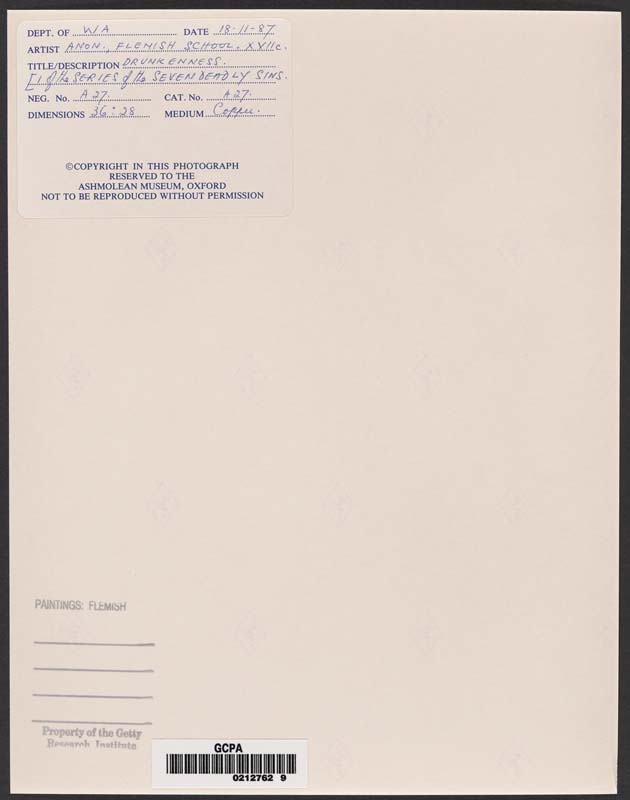 DEPT. OF WA DATE 18-11-87
ARTIST ANON., FLEMISH SCHOOL, XVIIc.
TITLE/DESCRIPTION DRUNKENNESS.
[1 of the SERIES of the SEVEN DEADLY SINS.
NEG. No. A 27. CAT. No. A 27.
DIMENSIONS 36 : 28 MEDIUM Copper.
©COPYRIGHT IN THIS PHOTOGRAPH
RESERVED TO THE
ASHMOLEAN MUSEUM, OXFORD
NOT TO BE REPRODUCED WITHOUT PERMISSION
PAINTINGS: FLEMISH
Property of the Getty
Research Institute
GCPA
0212762 9